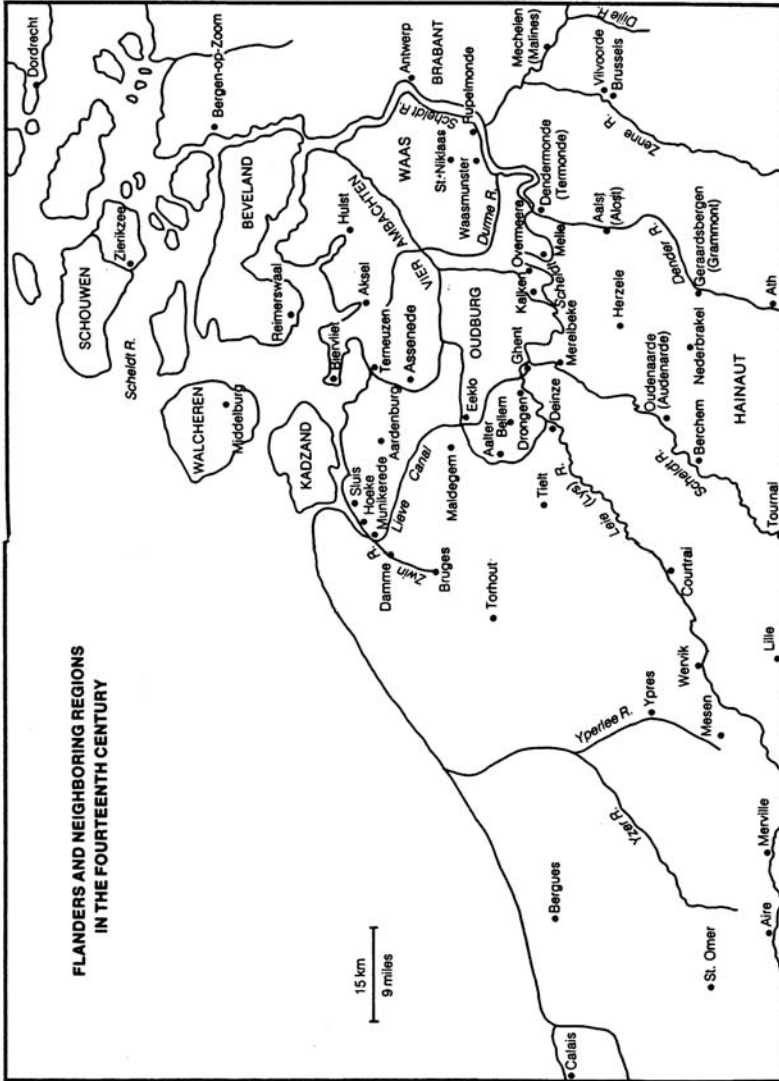 FLANDERS AND NEIGHBORING REGIONS
IN THE FOURTEENTH CENTURY
15 km
9 miles
Dordrecht
Bergen-op-Zoom
SCHOUWEN
Zierikzee
Scheldt R.
BEVELAND
Reimerswaal
WALCHEREN
Middelburg
KADZAND
Biervliet
Hulst
Aksel
Terneuzen
Assenede
VIER AMBACHTEN
WAAS
Antwerp
BRABANT
Scheldt R.
St.-Niklaas
Rupelmonde
Waasmunster
Durme R.
Mechelen
(Malines)
Dijle R.
Vilvoorde
Brussels
Zenne R.
Dendermonde
(Termonde)
Aalst
(Alost)
Dender R.
Geraardsbergen
(Grammont)
Ath
Overmeere
Melle
Kalken
Scheldt
OUDBURG
Ghent
Merelbeke
Herzele
Oudenaarde
(Audenarde)
Nederbrakel
Berchem
HAINAUT
Scheldt R.
Tournai
Sluis
Hoeke
Munikerede
Aardenburg
Lieve Canal
Eeklo
Maldegem
Aalter
Bellem
Drongen
Deinze
Damme
Zwin R.
Bruges
Tielt
Torhout
Leie (Lys) R.
Courtrai
Wervik
Lille
Yperlee R.
Ypres
Mesen
Yzer R.
Bergues
Merville
Aire
St. Omer
Calais